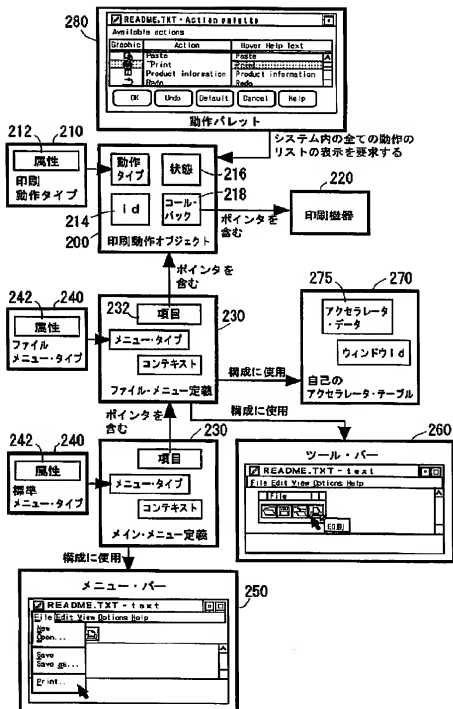 280
README.TXT - Action palette
Available actions
Graphic Action Hover Help Text
Paste Paste
Print Print
Product information Product information
Redo Redo
OK Undo Default Cancel Help
動作パレット
システム内の全ての動作の
リストの表示を要求する
212 210
属性
印刷
動作タイプ
動作
タイプ
状態
216
214
id
コール・
バック
218
200
印刷動作オブジェクト
ポインタを
含む
220
印刷機器
ポインタを
含む
242 240
属性
ファイル
メニュー・タイプ
232
項目
230
メニュー・タイプ
コンテキスト
ファイル・メニュー定義
構成に使用
275 270
アクセラレータ
・データ
ウィンドウid
自己の
アクセラレータ・テーブル
ポインタを
含む
構成に使用
242 240
属性
標準
メニュー・タイプ
230
項目
メニュー・タイプ
コンテキスト
メイン・メニュー定義
構成に使用
260
ツール・バー
README.TXT - text
File Edit View Options Help
File
印刷
メニュー・バー
250
README.TXT - text
File Edit View Options Help
New
Open...
Save
Save as...
Print..